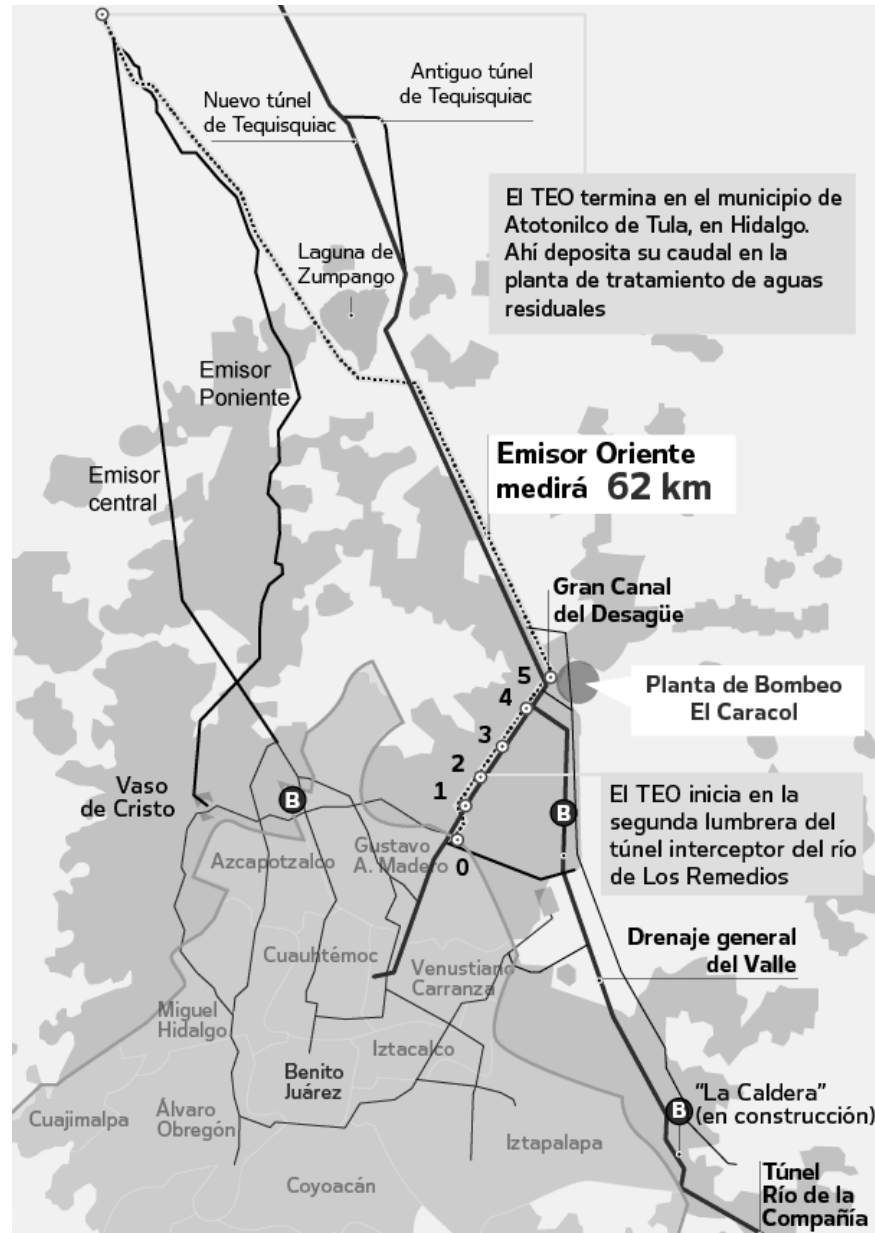 Antiguo túnel
de Tequisquiac
Nuevo túnel
de Tequisquiac
El TEO termina en el municipio de
Atotonilco de Tula, en Hidalgo.
Ahí deposita su caudal en la
planta de tratamiento de aguas
residuales
Laguna de
Zumpango
Emisor
Poniente
Emisor Oriente
medirá 62 km
Emisor
central
Gran Canal
del Desagüe
5
Planta de Bombeo
El Caracol
4
3
2
Vaso
de Cristo
1
B
B
El TEO inicia en la
segunda lumbrera del
túnel interceptor del río
de Los Remedios
Gustavo
A. Madero
Azcapotzalco
0
Drenaje general
del Valle
Cuauhtémoc
Venustiano
Carranza
Miguel
Hidalgo
Iztacalco
Benito
Juárez
"La Caldera"
(en construcción)
B
Cuajimalpa
Álvaro
Obregón
Iztapalapa
Coyoacán
Túnel
Río de la
Compañía